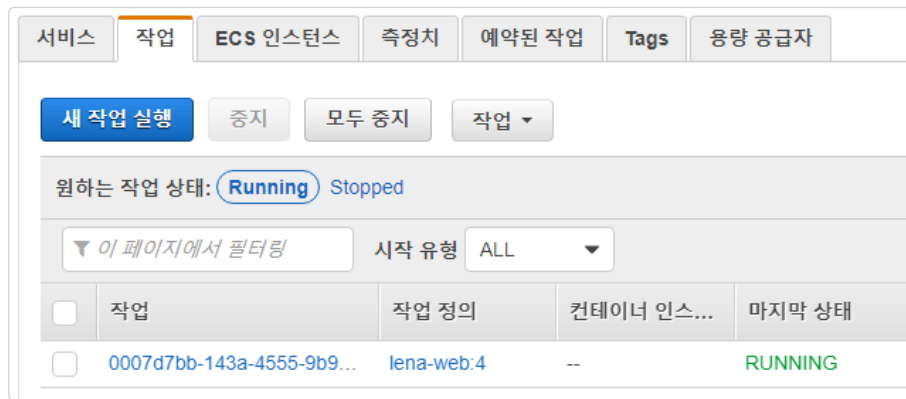 서비스 작업 ECS 인스턴스 측정치 예약된 작업 Tags 용량 공급자
새 작업 실행 중지 모두 중지 작업
원하는 작업 상태: Running Stopped
이 페이지에서 필터링 시작 유형 ALL
작업 작업 정의 컨테이너 인스... 마지막 상태
0007d7bb-143a-4555-9b9... lena-web:4 -- RUNNING